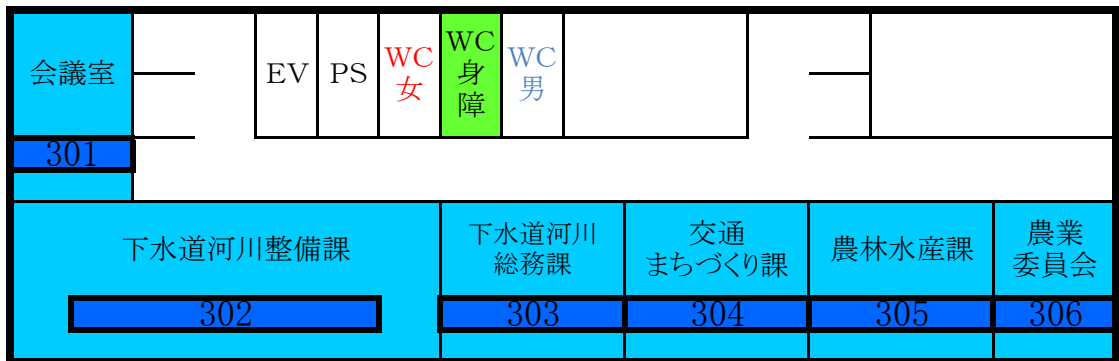 会議室
EV
PS
WC
女
WC
身
障
WC
男
301
下水道河川整備課
下水道河川
総務課
交通
まちづくり課
農林水産課
農業
委員会
302
303
304
305
306